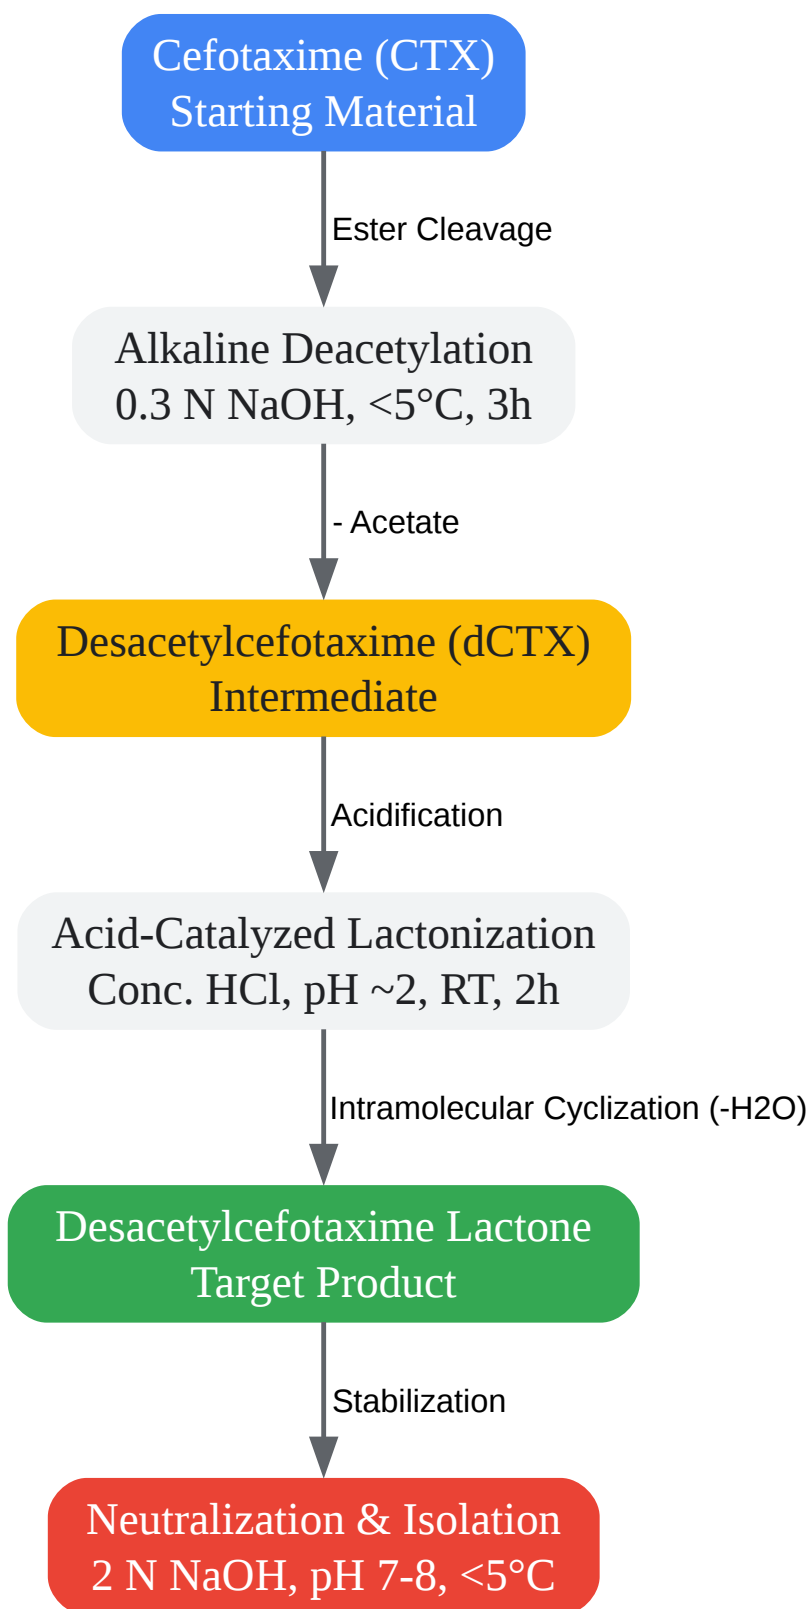 Cefotaxime (CTX)
Starting Material
Ester Cleavage
Alkaline Deacetylation
0.3 N NaOH, <5°C, 3h
- Acetate
Desacetylcefotaxime (dCTX)
Intermediate
Acidification
Acid-Catalyzed Lactonization
Conc. HCl, pH ~2, RT, 2h
Intramolecular Cyclization (-H2O)
Desacetylcefotaxime Lactone
Target Product
Stabilization
Neutralization & Isolation
2 N NaOH, pH 7-8, <5°C